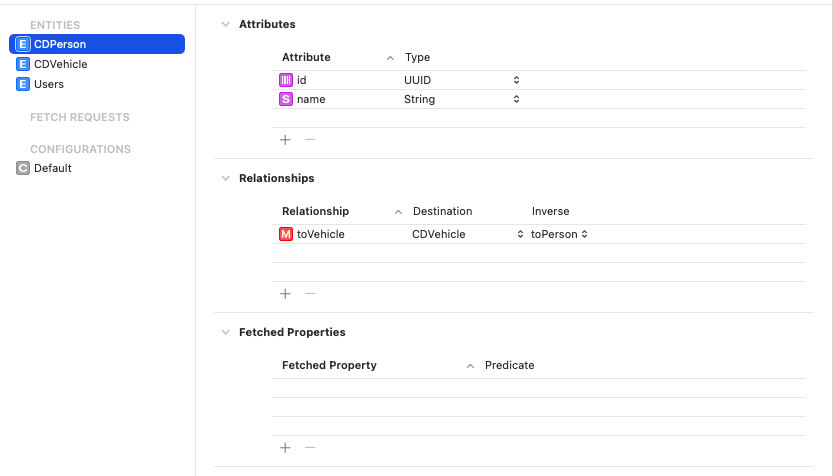 ENTITIES
E CDPerson
E CDVehicle
E Users
FETCH REQUESTS
CONFIGURATIONS
C Default
Attributes
Attribute Type
id UUID
S name String
Relationships
Relationship Destination Inverse
M toVehicle CDVehicle toPerson
Fetched Properties
Fetched Property Predicate